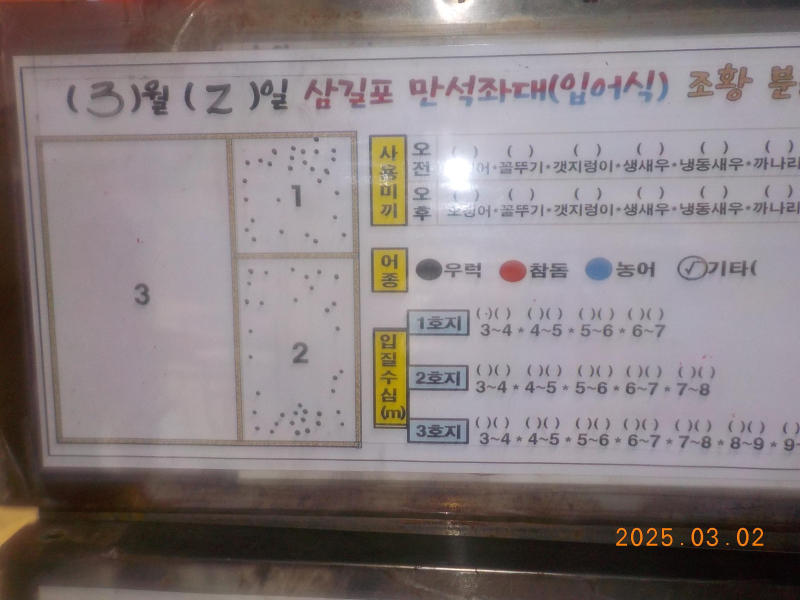 (3)월 (2)일 삼길포 만석좌대(입어식) 조황
1
2
3
사용미끼
오전 ( ) ( ) ( ) ( ) ( ) ( )
어•꼴뚜기•갯지렁이•생새우•냉동새우•까나리
오후
오징어•꼴뚜기•갯지렁이•생새우•냉동새우•까나리
어종 우럭 참돔 농어 ✓기타(
입질수심(m)
1호지 ( )( ) ( )( ) ( )( ) ( )( )
3~4 * 4~5 * 5~6 * 6~7
2호지 ( )( ) ( )( ) ( )( ) ( )( ) ( )( )
3~4 * 4~5 * 5~6 * 6~7 * 7~8
3호지 ( )( ) ( )( ) ( )( ) ( )( ) ( )( ) ( )( ) ( )
3~4 * 4~5 * 5~6 * 6~7 * 7~8 * 8~9 * 9~
2025.03.02